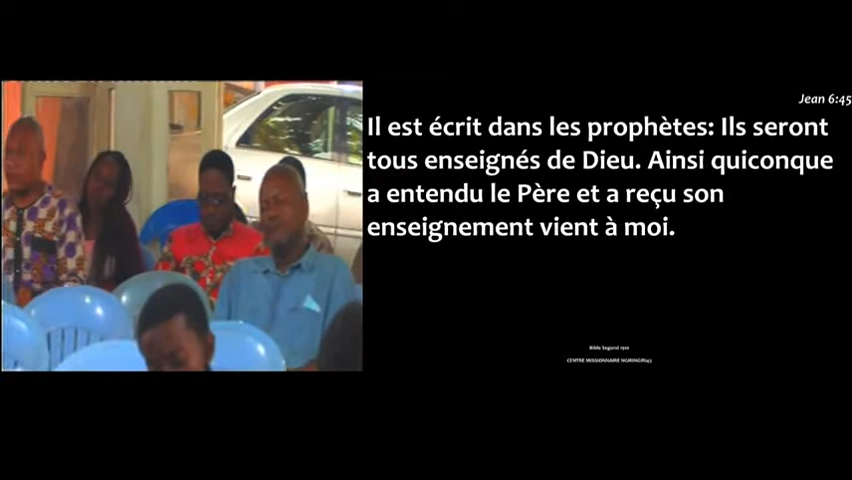 Jean 6:45
Il est écrit dans les prophètes: Ils seront
tous enseignés de Dieu. Ainsi quiconque
a entendu le Père et a reçu son
enseignement vient à moi.
Bible Segond 1910
CENTRE MISSIONNAIRE